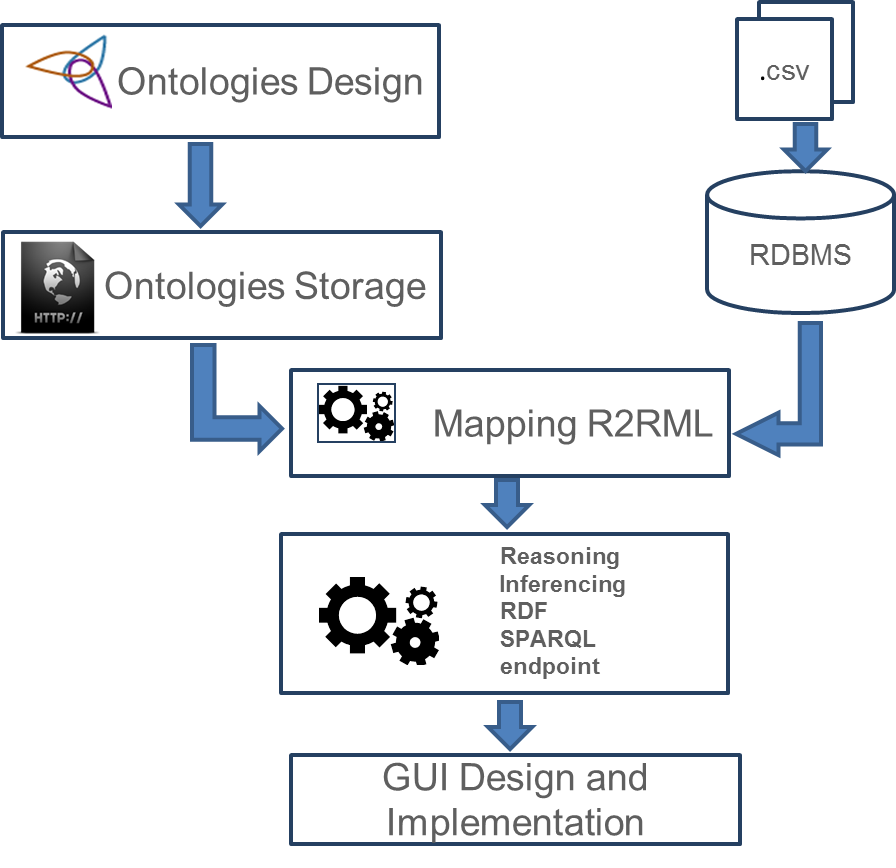 Ontologies Design
.csv
RDBMS
HTTP://
Ontologies Storage
Mapping R2RML
Reasoning
Inferencing
RDF
SPARQL
endpoint
GUI Design and
Implementation